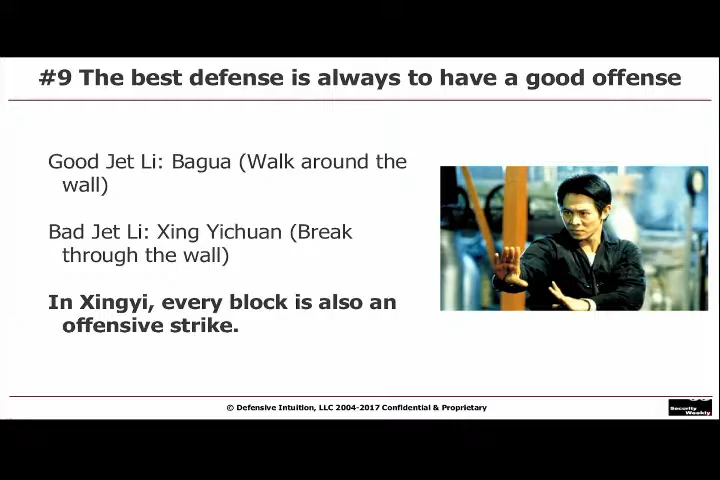 #9 The best defense is always to have a good offense
Good Jet Li: Bagua (Walk around the
wall)
Bad Jet Li: Xing Yichuan (Break
through the wall)
In Xingyi, every block is also an
offensive strike.
© Defensive Intuition, LLC 2004-2017 Confidential & Proprietary
Security
Weekly